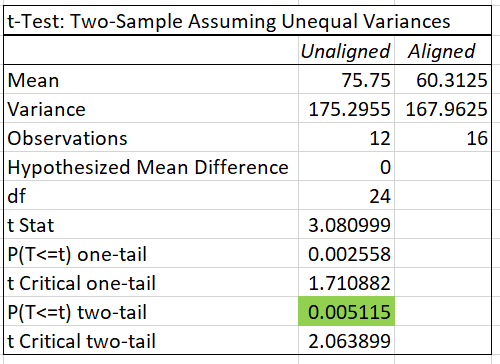 t-Test: Two-Sample Assuming Unequal Variances
Unaligned Aligned
Mean 75.75 60.3125
Variance 175.2955 167.9625
Observations 12 16
Hypothesized Mean Difference 0
df 24
t Stat 3.080999
P(T<=t) one-tail 0.002558
t Critical one-tail 1.710882
P(T<=t) two-tail 0.005115
t Critical two-tail 2.063899